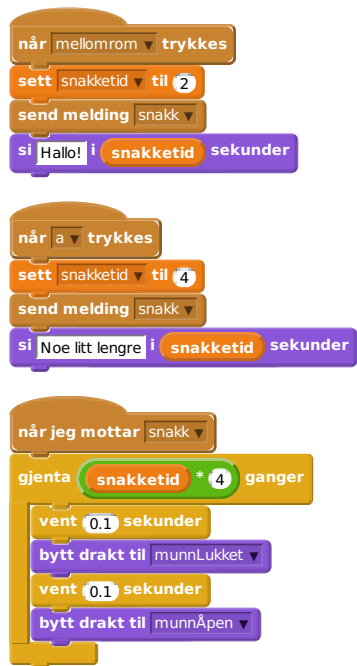 når mellomrom trykkes
sett snakketid til 2
send melding snakk
si Hallo! i snakketid sekunder
når a trykkes
sett snakketid til 4
send melding snakk
si Noe litt lengre i snakketid sekunder
når jeg mottar snakk
gjenta snakketid * 4 ganger
vent 0.1 sekunder
bytt drakt til munnLukket
vent 0.1 sekunder
bytt drakt til munnÅpen